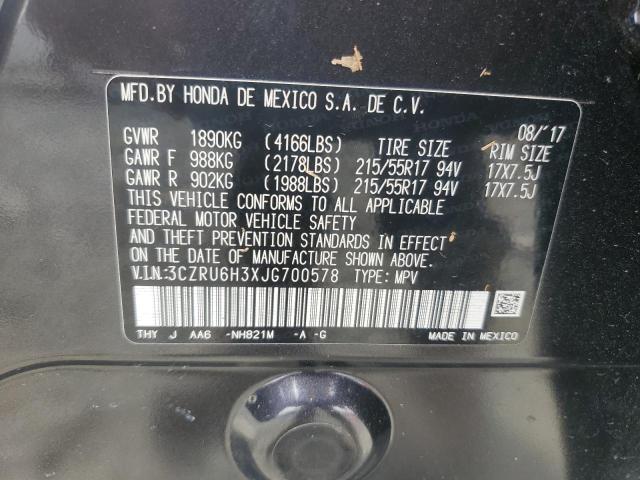 MFD.BY HONDA DE MEXICO S.A. DE C.V.
08/'17
GVWR 1890KG (4166LBS) TIRE SIZE RIM SIZE
GAWR F 988KG (2178LBS) 215/55R17 94V 17X7.5J
GAWR R 902KG (1988LBS) 215/55R17 94V 17X7.5J
THIS VEHICLE CONFORMS TO ALL APPLICABLE
FEDERAL MOTOR VEHICLE SAFETY
AND THEFT PREVENTION STANDARDS IN EFFECT
ON THE DATE OF MANUFACTURE SHOWN ABOVE.
V.I.N.:3CZRU6H3XJG700578 TYPE: MPV
THY J AA6 -NH821M -A -G MADE IN MEXICO